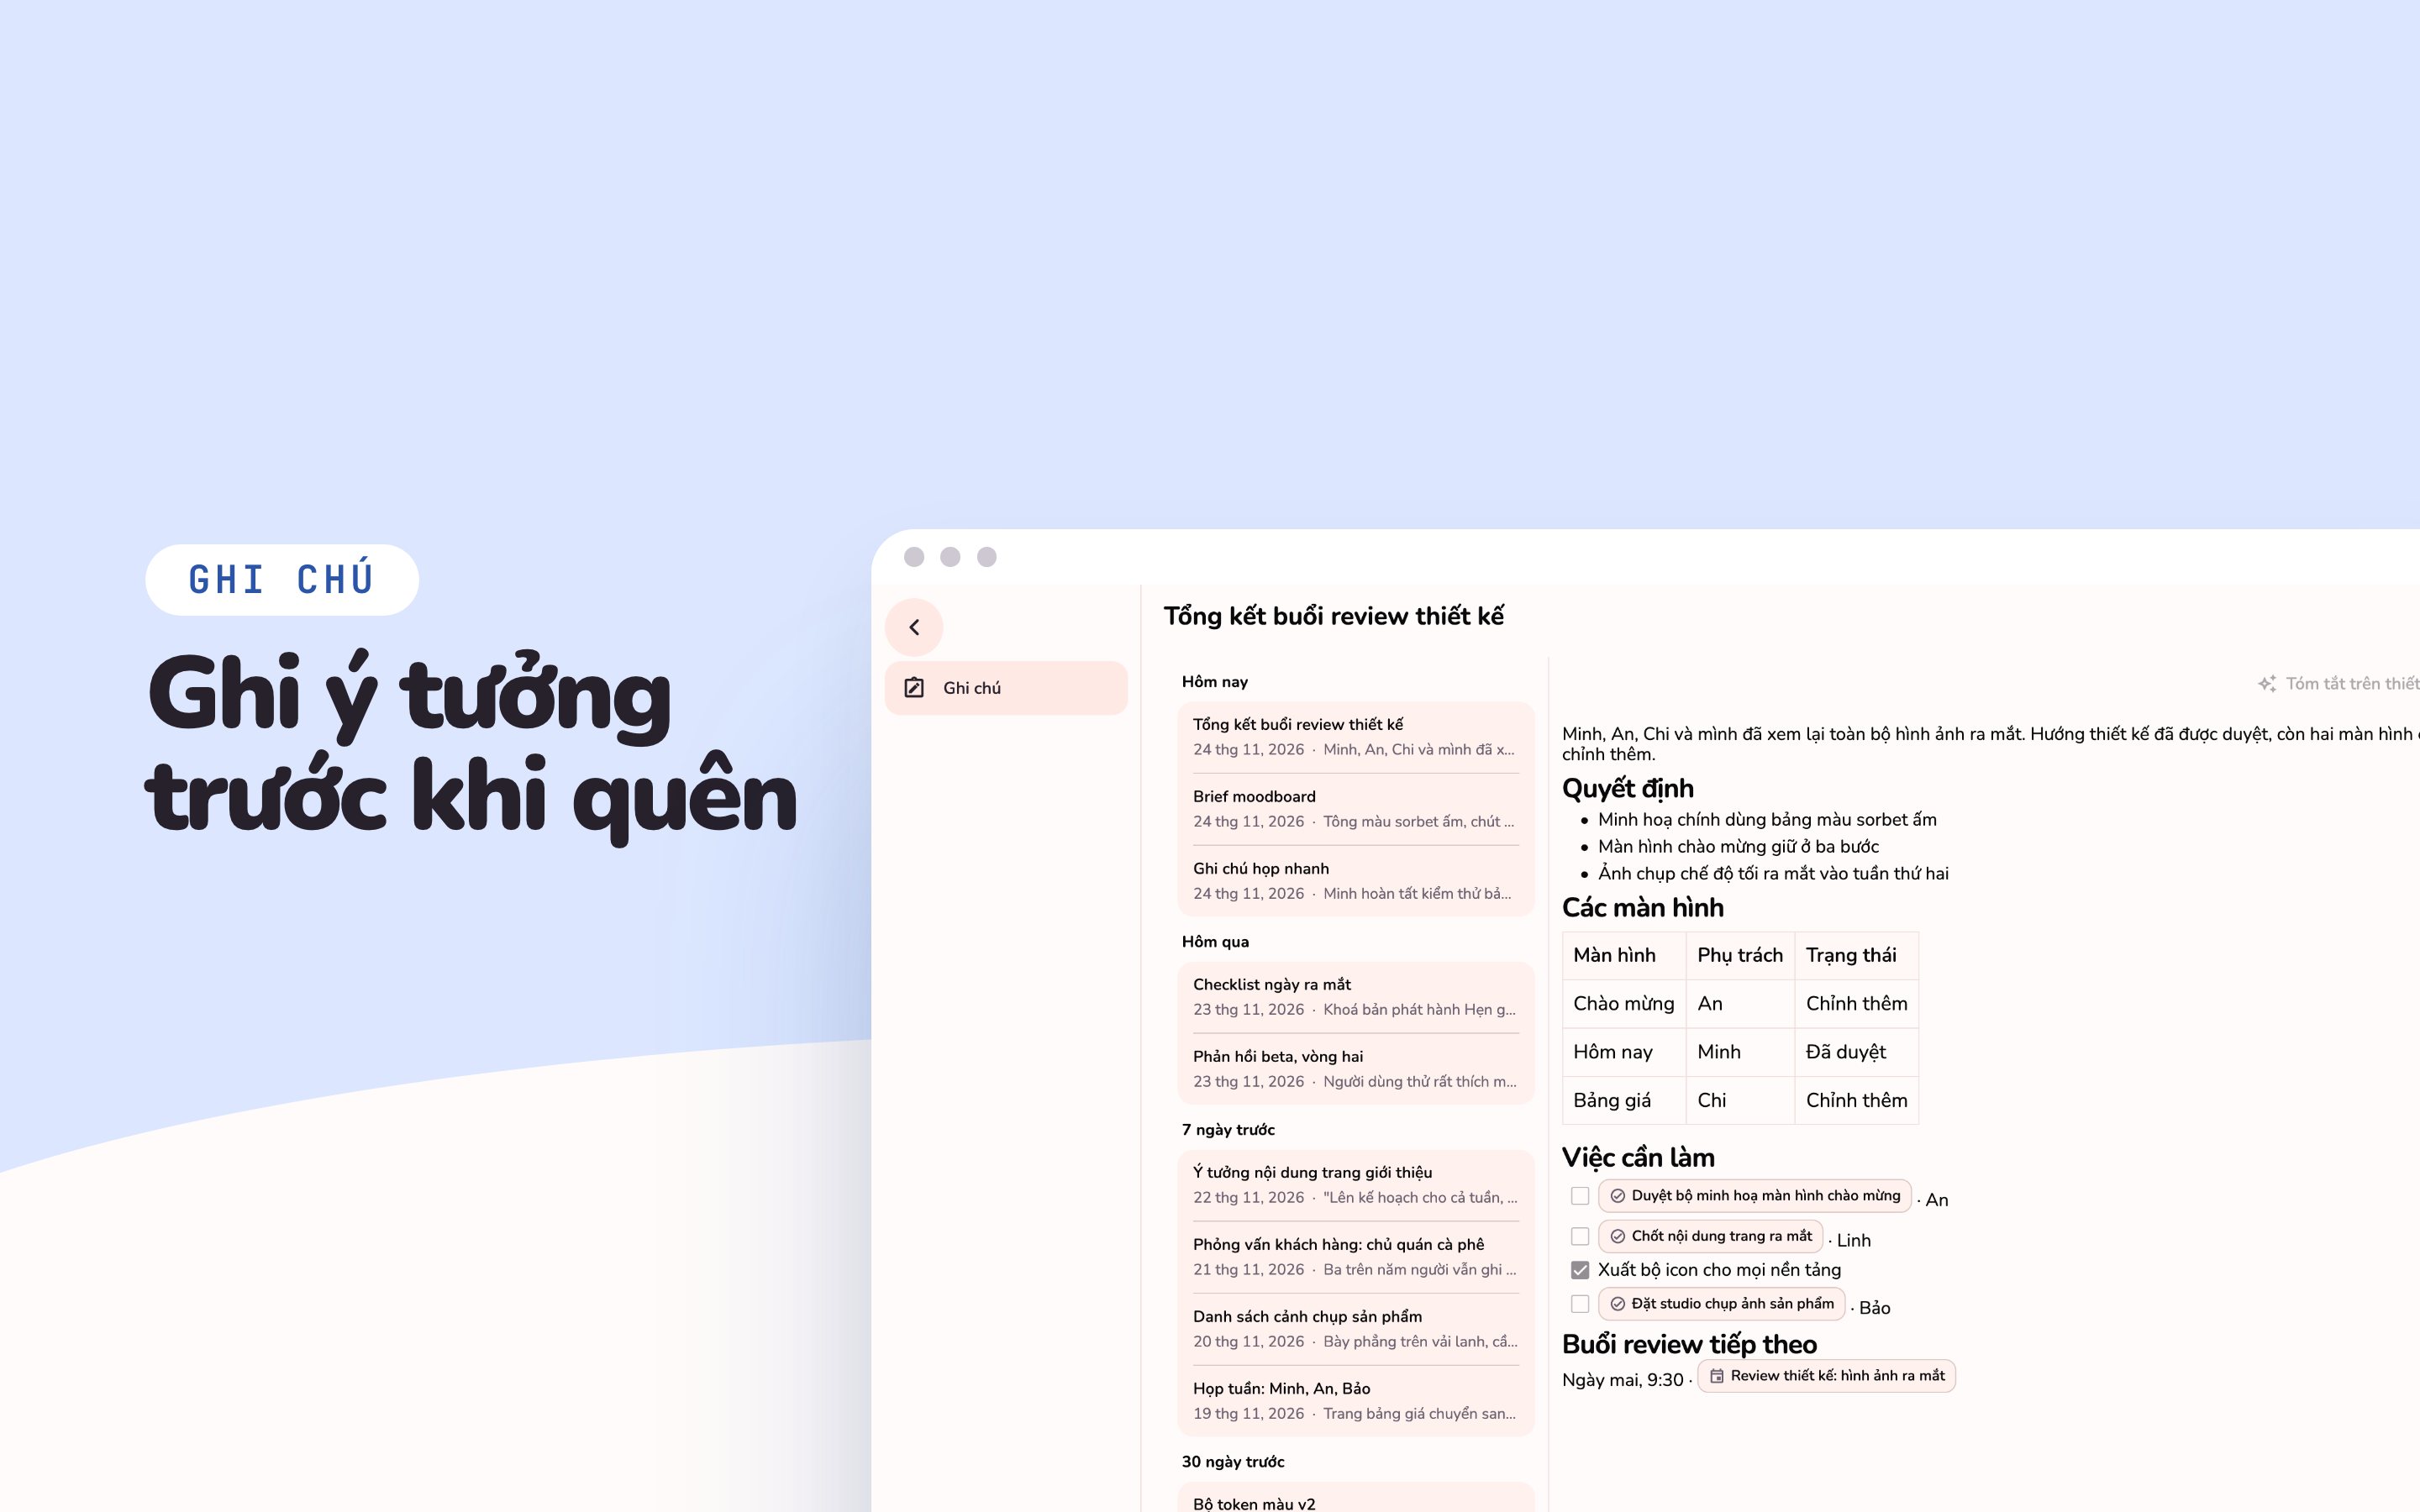 GHI CHÚ
Ghi ý tưởng
trước khi quên
Ghi chú
Tổng kết buổi review thiết kế
Hôm nay
Tổng kết buổi review thiết kế
24 thg 11, 2026 · Minh, An, Chi và mình đã x...
Brief moodboard
24 thg 11, 2026 · Tông màu sorbet ấm, chút ...
Ghi chú họp nhanh
24 thg 11, 2026 · Minh hoàn tất kiểm thử bả...
Hôm qua
Checklist ngày ra mắt
23 thg 11, 2026 · Khoá bản phát hành Hẹn g...
Phản hồi beta, vòng hai
23 thg 11, 2026 · Người dùng thử rất thích m...
7 ngày trước
Ý tưởng nội dung trang giới thiệu
22 thg 11, 2026 · "Lên kế hoạch cho cả tuần, ...
Phỏng vấn khách hàng: chủ quán cà phê
21 thg 11, 2026 · Ba trên năm người vẫn ghi ...
Danh sách cảnh chụp sản phẩm
20 thg 11, 2026 · Bày phẳng trên vải lanh, cầ...
Họp tuần: Minh, An, Bảo
19 thg 11, 2026 · Trang bảng giá chuyển san...
30 ngày trước
Bộ token màu v2
Tóm tắt trên thiết
Minh, An, Chi và mình đã xem lại toàn bộ hình ảnh ra mắt. Hướng thiết kế đã được duyệt, còn hai màn hình
chỉnh thêm.
Quyết định
• Minh hoạ chính dùng bảng màu sorbet ấm
• Màn hình chào mừng giữ ở ba bước
• Ảnh chụp chế độ tối ra mắt vào tuần thứ hai
Các màn hình
Màn hình Phụ trách Trạng thái
Chào mừng An Chỉnh thêm
Hôm nay Minh Đã duyệt
Bảng giá Chi Chỉnh thêm
Việc cần làm
Duyệt bộ minh hoạ màn hình chào mừng · An
Chốt nội dung trang ra mắt · Linh
Xuất bộ icon cho mọi nền tảng
Đặt studio chụp ảnh sản phẩm · Bảo
Buổi review tiếp theo
Ngày mai, 9:30 · Review thiết kế: hình ảnh ra mắt